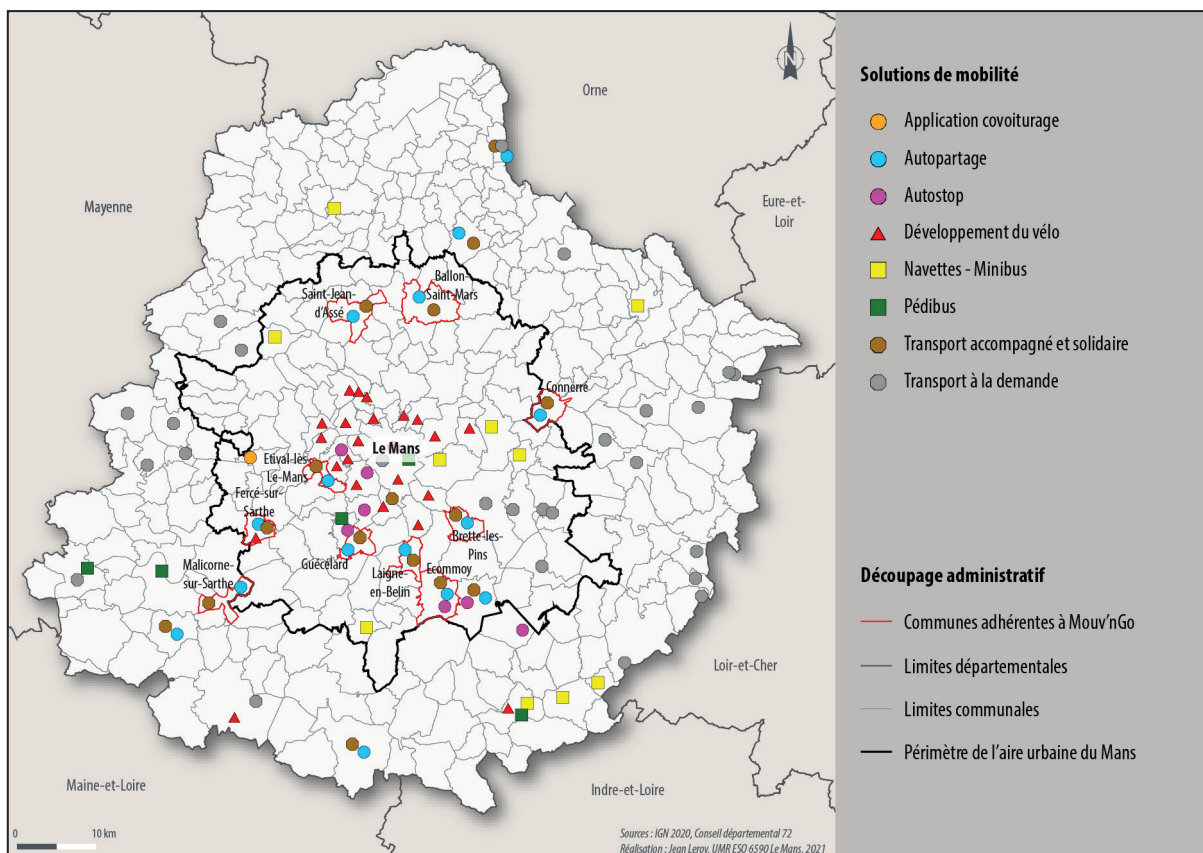 Orne
Mayenne
Eure-et-
Loir
Ballon-
Saint-Mars
Saint-Jean-
d'Assé
Connerre
Le Mans
Etival-lès-
Le-Mans
Fercé-sur-
Sarthe
Brette-les-
Pins
Guécélard
Malicorne-
sur-Sarthe
Laigné-
en-Belin
Ecommoy
Loir-et-Cher
Maine-et-Loire
Indre-et-Loire
N
0
10 km
Sources : IGN 2020, Conseil départemental 72
Réalisation : Jean Leroy, UMR ESO 6590 Le Mans, 2021
Solutions de mobilité
Application covoiturage
Autopartage
Autostop
Développement du vélo
Navettes - Minibus
Pédibus
Transport accompagné et solidaire
Transport à la demande
Découpage administratif
Communes adhérentes à Mouv'nGo
Limites départementales
Limites communales
Périmètre de l'aire urbaine du Mans